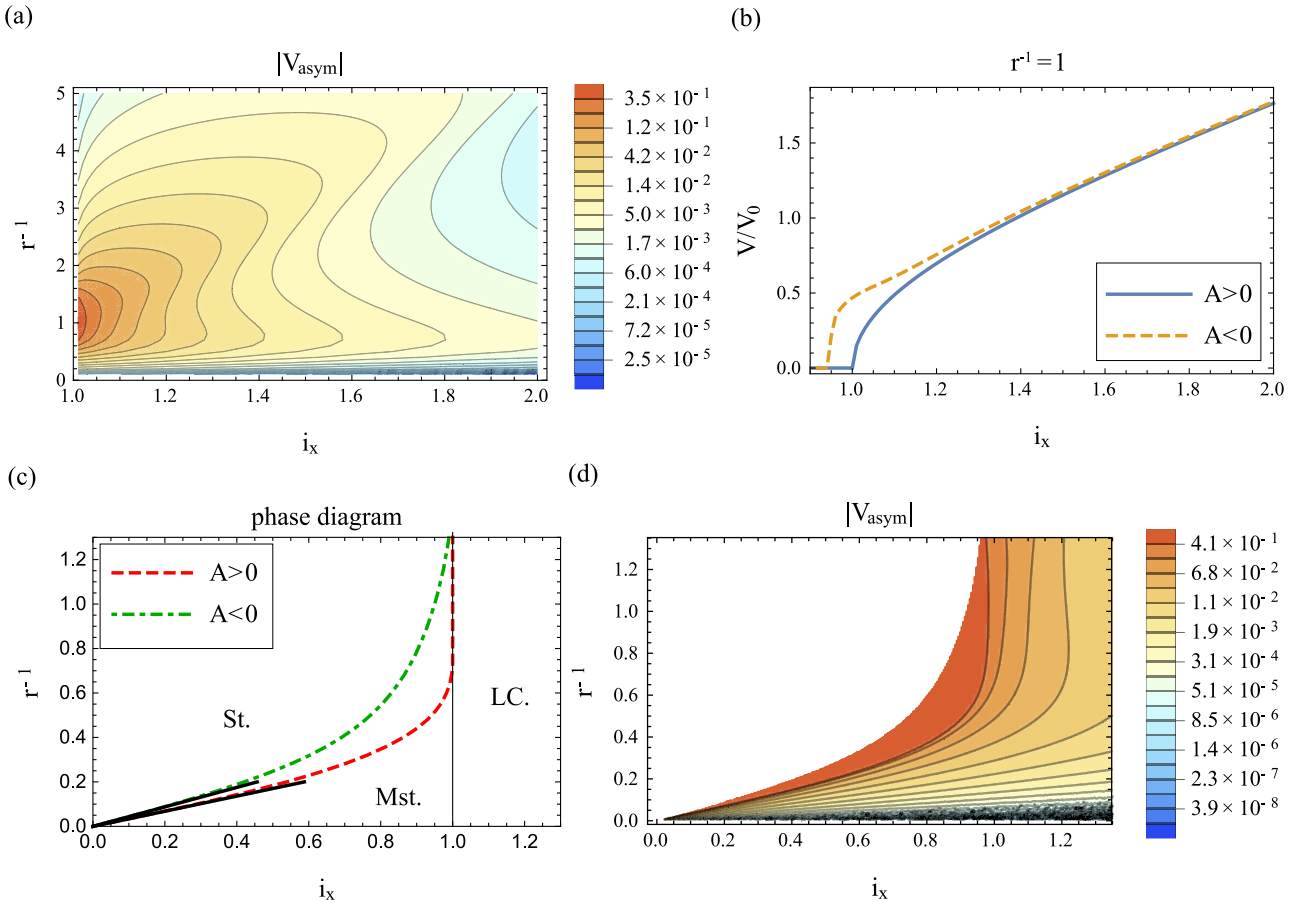 (a)
|V_asym|
5
4
3
2
1
0
r⁻¹
1.0 1.2 1.4 1.6 1.8 2.0
i_x
3.5 × 10⁻¹
1.2 × 10⁻¹
4.2 × 10⁻²
1.4 × 10⁻²
5.0 × 10⁻³
1.7 × 10⁻³
6.0 × 10⁻⁴
2.1 × 10⁻⁴
7.2 × 10⁻⁵
2.5 × 10⁻⁵
(b)
r⁻¹ = 1
V/V₀
1.5
1.0
0.5
0.0
1.0 1.2 1.4 1.6 1.8 2.0
i_x
A>0
A<0
(c)
phase diagram
A>0
A<0
r⁻¹
1.2
1.0
0.8
0.6
0.4
0.2
0.0
St.
LC.
Mst.
0.0 0.2 0.4 0.6 0.8 1.0 1.2
i_x
(d)
|V_asym|
r⁻¹
1.2
1.0
0.8
0.6
0.4
0.2
0.0
0.0 0.2 0.4 0.6 0.8 1.0 1.2
i_x
4.1 × 10⁻¹
6.8 × 10⁻²
1.1 × 10⁻²
1.9 × 10⁻³
3.1 × 10⁻⁴
5.1 × 10⁻⁵
8.5 × 10⁻⁶
1.4 × 10⁻⁶
2.3 × 10⁻⁷
3.9 × 10⁻⁸